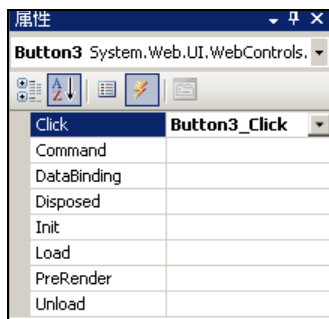 属性
Button3 System.Web.UI.WebControls.
Click Button3_Click
Command
DataBinding
Disposed
Init
Load
PreRender
Unload